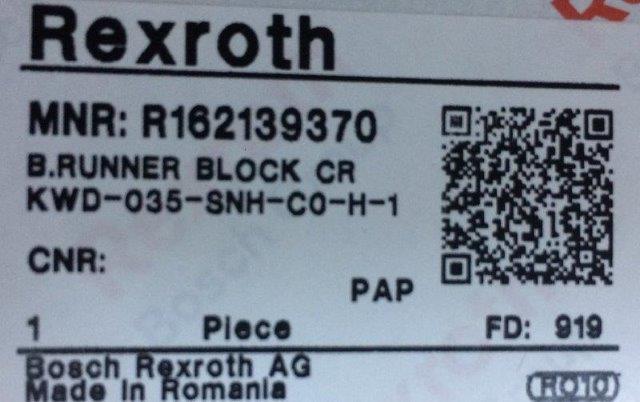 Rexroth
MNR: R162139370
B.RUNNER BLOCK CR
KWD-035-SNH-C0-H-1
CNR:
PAP
1 Piece FD: 919
Bosch Rexroth AG
Made In Romania
R010